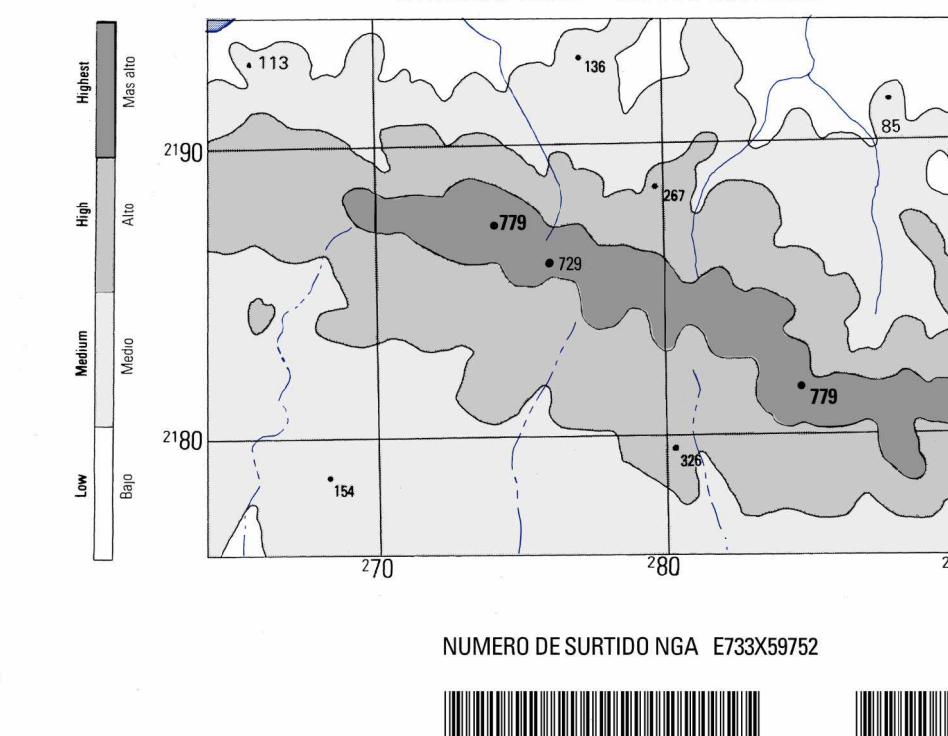 Highest
Mas alto
High
Alto
Medium
Medio
Low
Bajo
113
136
85
2190
267
779
729
779
2180
326
154
270
280
NUMERO DE SURTIDO NGA E733X59752